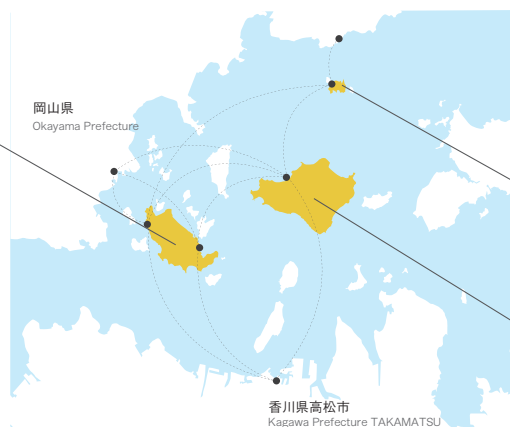 岡山県
Okayama Prefecture
香川県高松市
Kagawa Prefecture TAKAMATSU